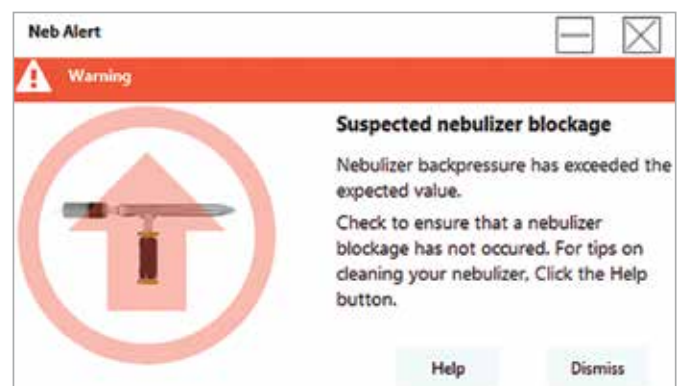 Neb Alert
Warning
Suspected nebulizer blockage
Nebulizer backpressure has exceeded the
expected value.
Check to ensure that a nebulizer
blockage has not occured. For tips on
cleaning your nebulizer, Click the Help
button.
Help Dismiss